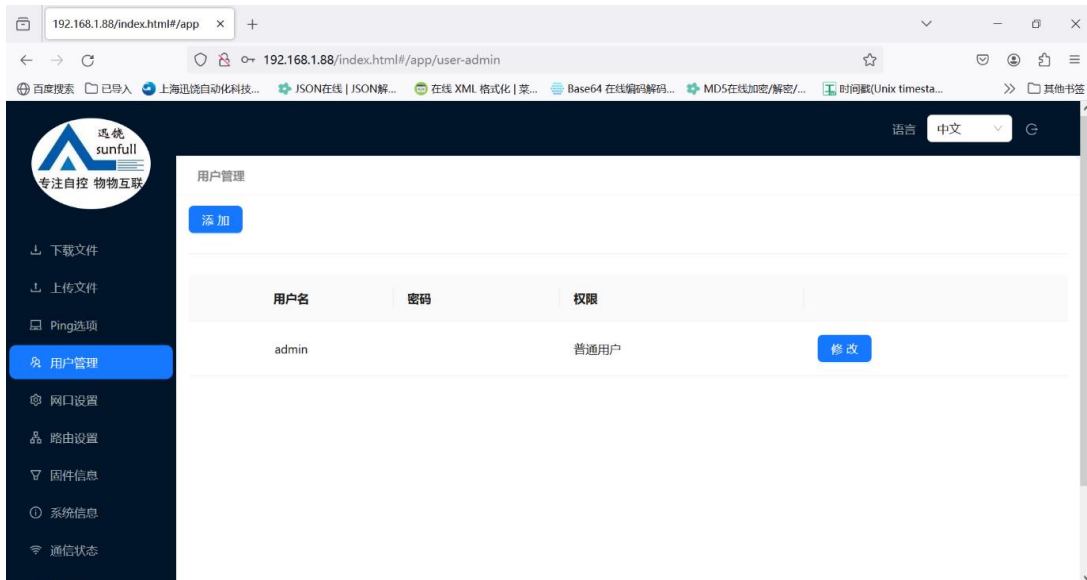 192.168.1.88/index.html#/app
192.168.1.88/index.html#/app/user-admin
百度搜索 已导入 上海迅饶自动化科技... JSON在线 | JSON解... 在线 XML 格式化 | 菜... Base64 在线编码解码... MD5在线加密/解密/... 时间戳(Unix timesta... 其他书签
迅饶
sunfull
专注自控 物物互联
语言 中文
用户管理
添 加
下载文件
上传文件
Ping选项
用户管理
网口设置
路由设置
固件信息
系统信息
通信状态
用户名 密码 权限
admin 普通用户 修 改